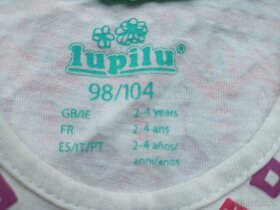 lupilu®
98/104
GB/IE 2-4 years
FR 2-4 ans
ES/IT/PT 2-4 años/
anni/anos